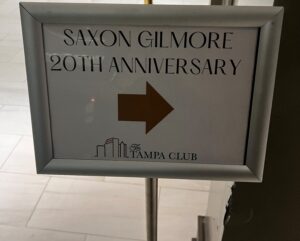 SAXON GILMORE
20TH ANNIVERSARY
The
TAMPA CLUB